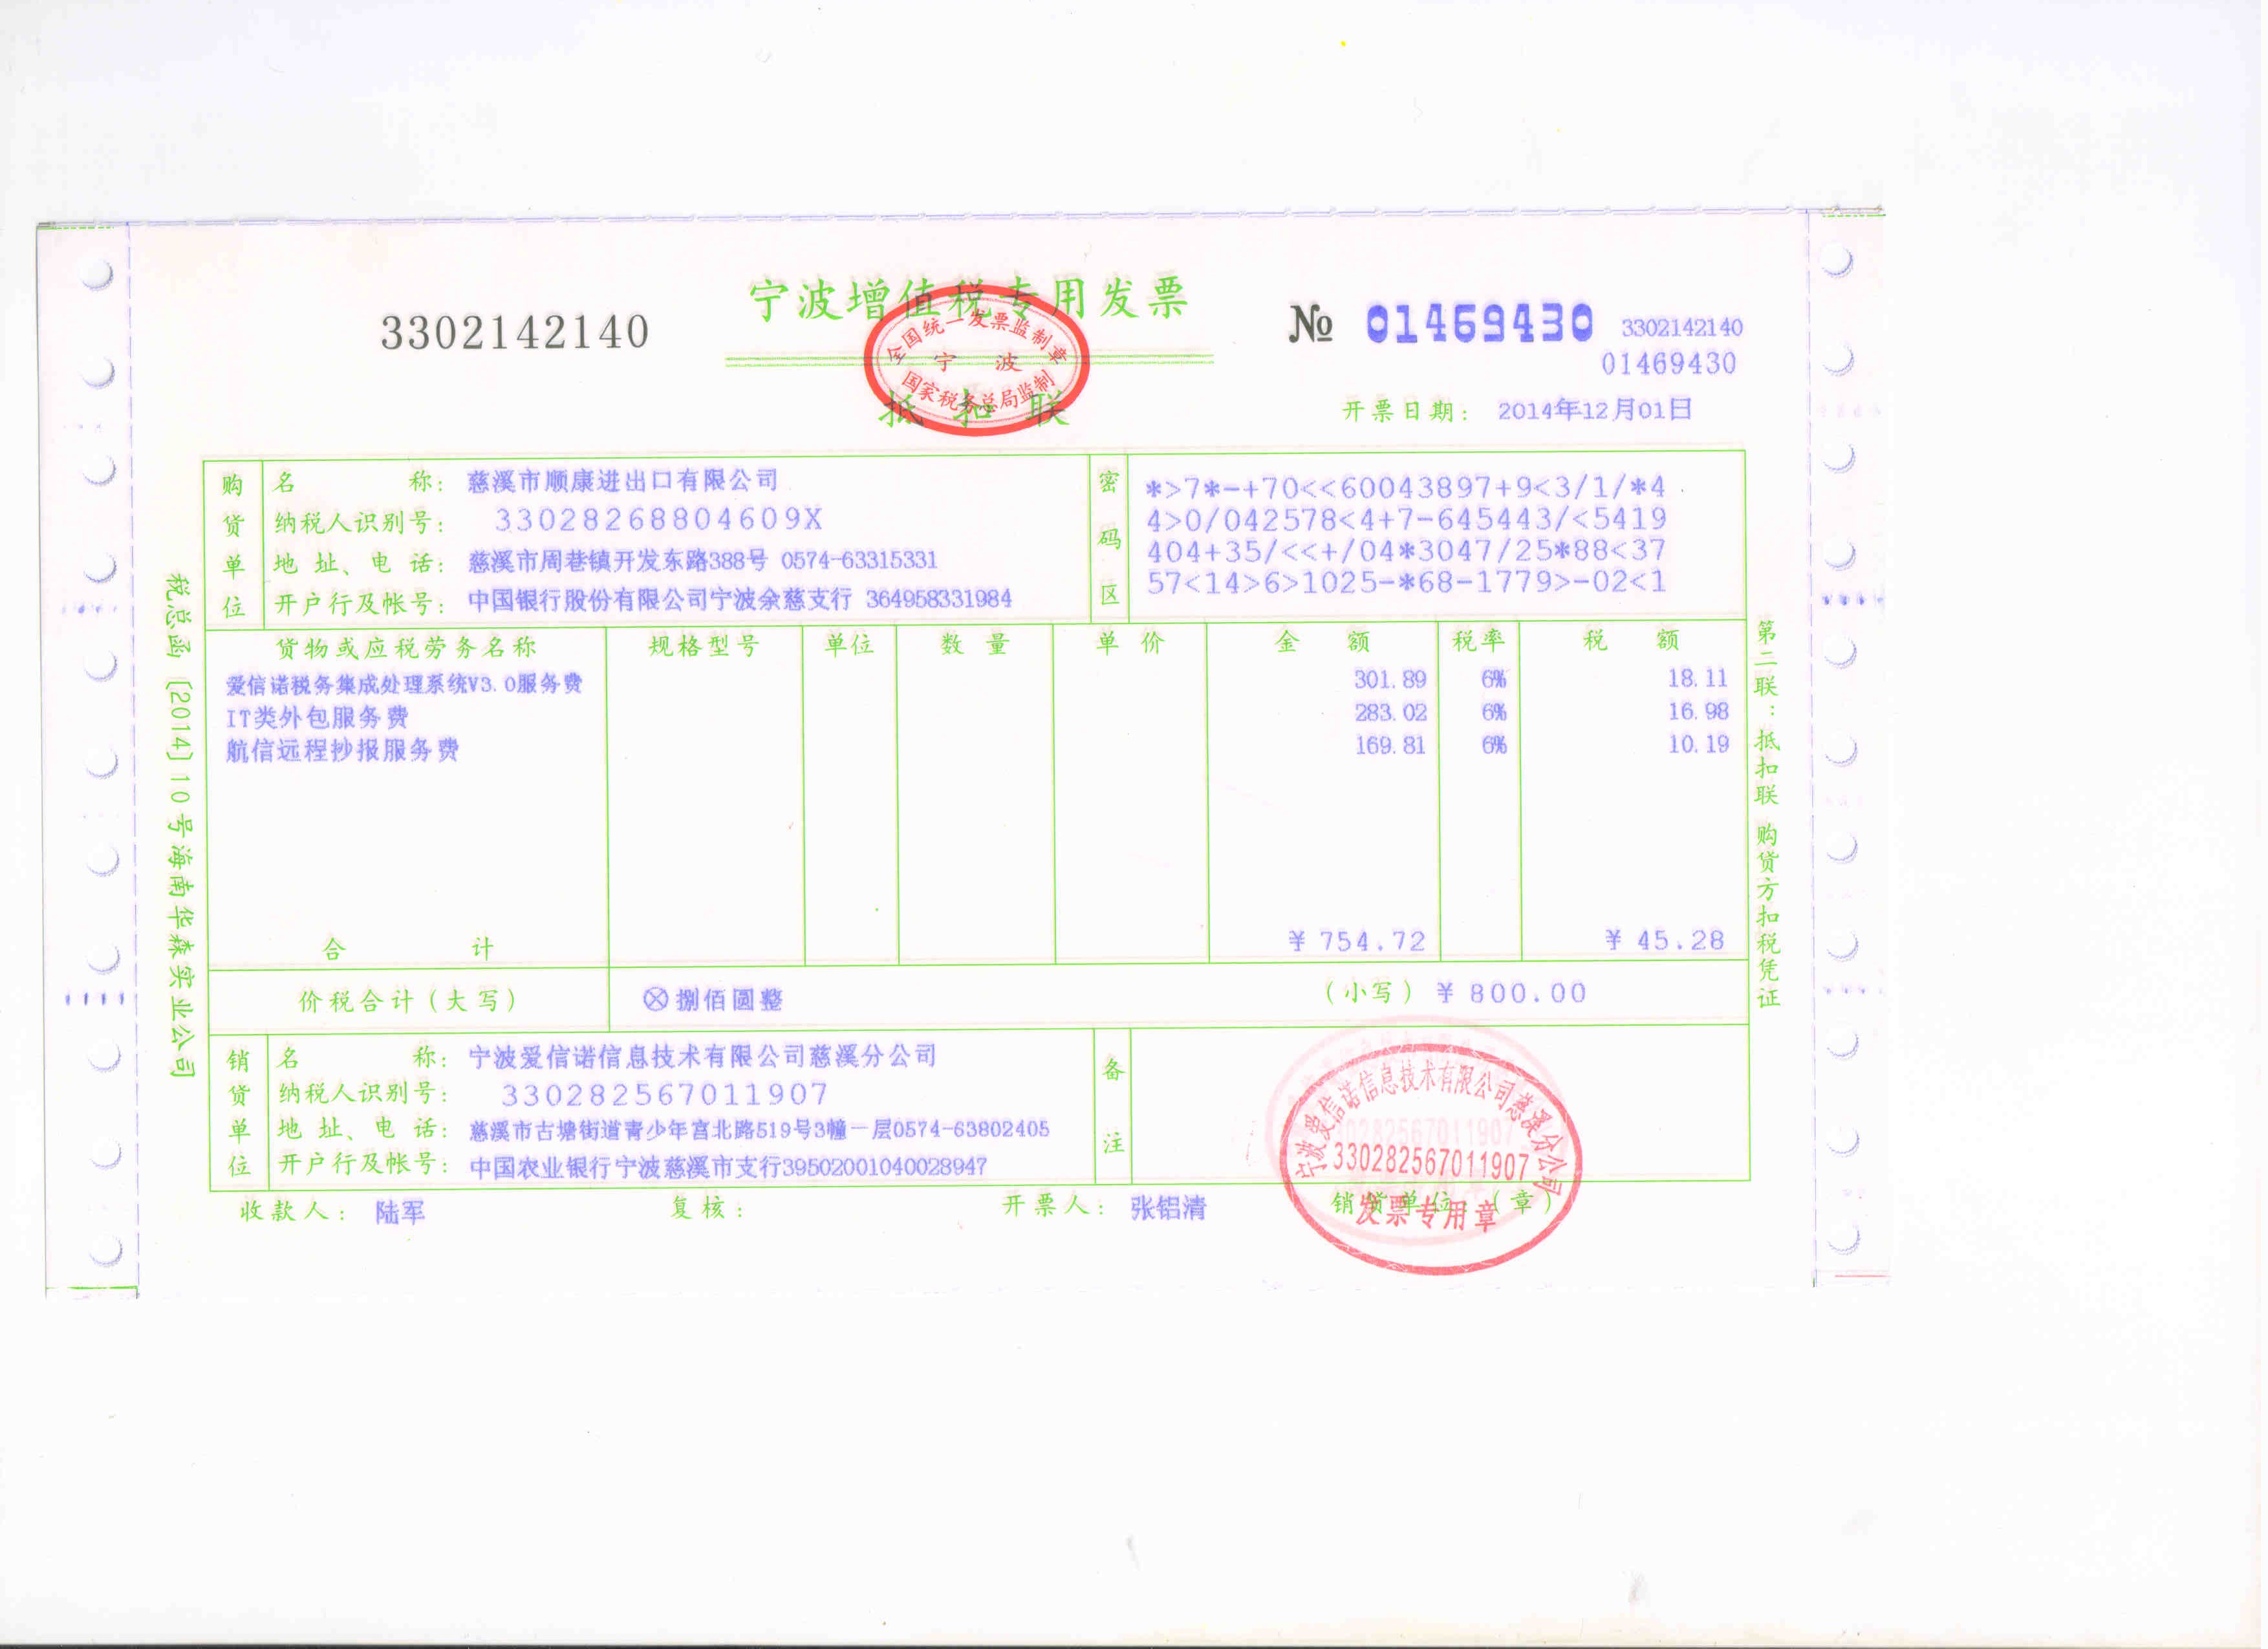 宁波增值税专用发票
3302142140
№ 01469430 3302142140
01469430
全国统一发票监制章
宁 波
国家税务总局监制
抵扣联
开票日期: 2014年12月01日
购货单位
名 称: 慈溪市顺康进出口有限公司
纳税人识别号: 33028268804609X
地 址、电 话: 慈溪市周巷镇开发东路388号 0574-63315331
开户行及帐号: 中国银行股份有限公司宁波余慈支行 364958331984
密码区
*>7*-+70<<60043897+9<3/1/*4
4>0/042578<4+7-645443/<5419
404+35/<<+/04*3047/25*88<37
57<14>6>1025-*68-1779>-02<1
货物或应税劳务名称 规格型号 单位 数 量 单 价 金 额 税率 税 额
爱信诺税务集成处理系统V3.0服务费 301.89 6% 18.11
IT类外包服务费 283.02 6% 16.98
航信远程抄报服务费 169.81 6% 10.19
合 计 ¥ 754.72 ¥ 45.28
价税合计(大写) ⊗捌佰圆整 (小写) ¥ 800.00
销货单位
名 称: 宁波爱信诺信息技术有限公司慈溪分公司
纳税人识别号: 330282567011907
地 址、电 话: 慈溪市古塘街道青少年宫北路519号3幢一层0574-63802405
开户行及帐号: 中国农业银行宁波慈溪市支行39502001040028947
备注
宁波爱信诺信息技术有限公司慈溪分公司
330282567011907
发票专用章
收款人: 陆军 复核: 开票人: 张铝清 销货单位:(章)
税总函[2014]10号海南华森实业公司
第二联:抵扣联 购货方扣税凭证